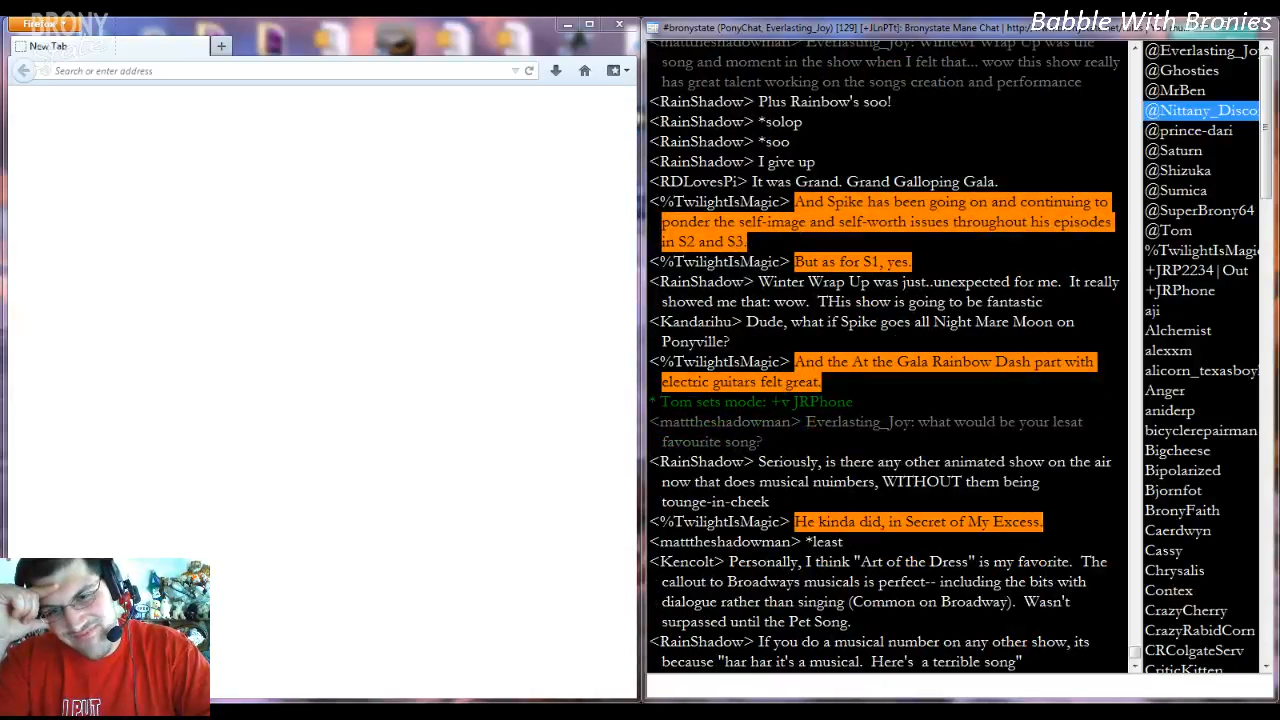 BRONY
Firefox
#bronystate (PonyChat, Everlasting_Joy) [129] [+JLnPTt]: Bronystate Mane Chat | http://
Babble With Bronies
New Tab
Search or enter address
<matttheshadowman> Everlasting_Joy: Winter Wrap Up was the
song and moment in the show when I felt that... wow this show really
has great talent working on the songs creation and performance
<RainShadow> Plus Rainbow's soo!
<RainShadow> *solop
<RainShadow> *soo
<RainShadow> I give up
<RDLovesPi> It was Grand. Grand Galloping Gala.
<%TwilightIsMagic> And Spike has been going on and continuing to
ponder the self-image and self-worth issues throughout his episodes
in S2 and S3.
<%TwilightIsMagic> But as for S1, yes.
<RainShadow> Winter Wrap Up was just..unexpected for me. It really
showed me that: wow. THis show is going to be fantastic
<Kandarihu> Dude, what if Spike goes all Night Mare Moon on
Ponyville?
<%TwilightIsMagic> And the At the Gala Rainbow Dash part with
electric guitars felt great.
* Tom sets mode: +v JRPhone
<matttheshadowman> Everlasting_Joy: what would be your lesat
favourite song?
<RainShadow> Seriously, is there any other animated show on the air
now that does musical nuimbers, WITHOUT them being
tounge-in-cheek
<%TwilightIsMagic> He kinda did, in Secret of My Excess.
<matttheshadowman> *least
<Kencolt> Personally, I think "Art of the Dress" is my favorite. The
callout to Broadways musicals is perfect-- including the bits with
dialogue rather than singing (Common on Broadway). Wasn't
surpassed until the Pet Song.
<RainShadow> If you do a musical number on any other show, its
because "har har it's a musical. Here's a terrible song"
@Everlasting_Jo
@Ghosties
@MrBen
@Nittany_Disco
@prince-dari
@Saturn
@Shizuka
@Sumica
@SuperBrony64
@Tom
%TwilightIsMagi
+JRP2234|Out
+JRPhone
aji
Alchemist
alexxm
alicorn_texasboy
Anger
aniderp
bicyclerepairman
Bigcheese
Bipolarized
Bjornfot
BronyFaith
Caerdwyn
Cassy
Chrysalis
Contex
CrazyCherry
CrazyRabidCorn
CRColgateServ
CriticKitten
I PUT